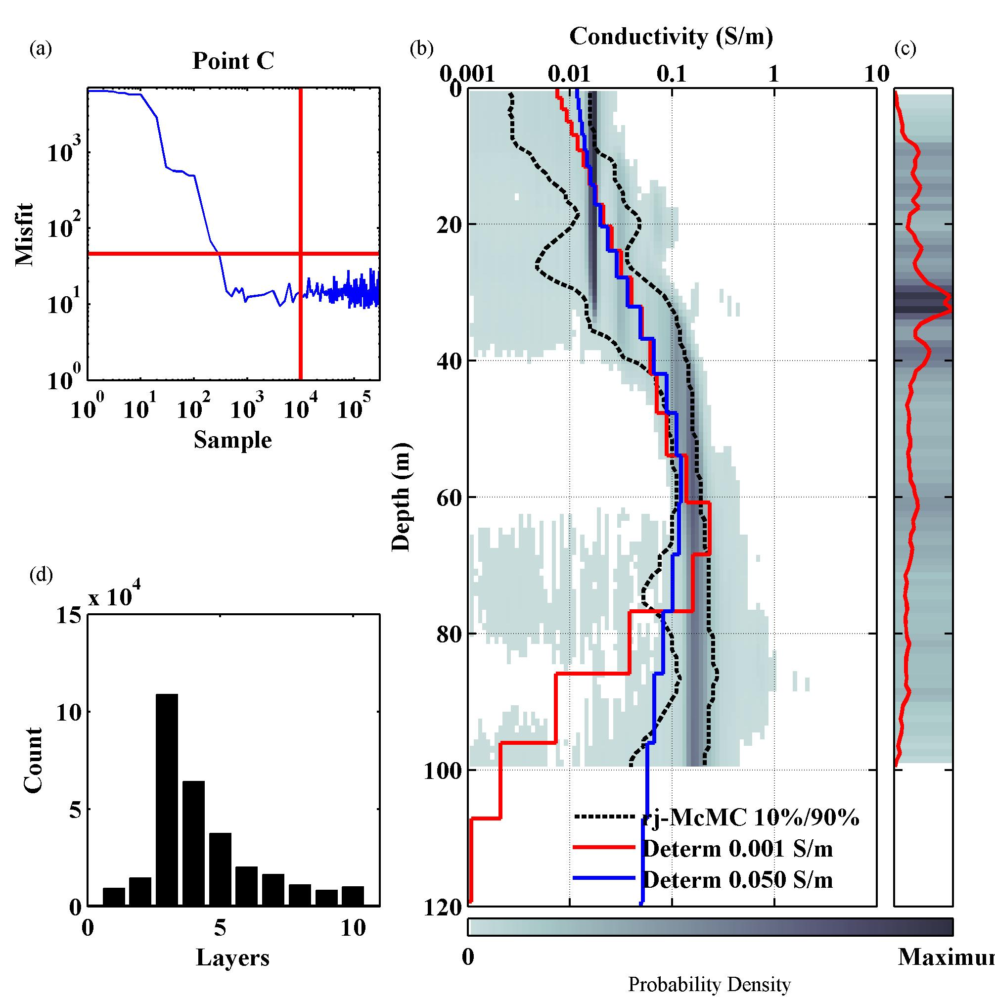 (a)
Point C
10^3
10^2
10^1
10^0
Misfit
10^0 10^1 10^2 10^3 10^4 10^5
Sample
(b)
Conductivity (S/m)
0.001 0.01 0.1 1 10
0
20
40
60
80
100
120
Depth (m)
rj-McMC 10%/90%
Determ 0.001 S/m
Determ 0.050 S/m
(c)
(d)
x 10^4
15
10
5
0
Count
0 5 10
Layers
0 Maximum
Probability Density